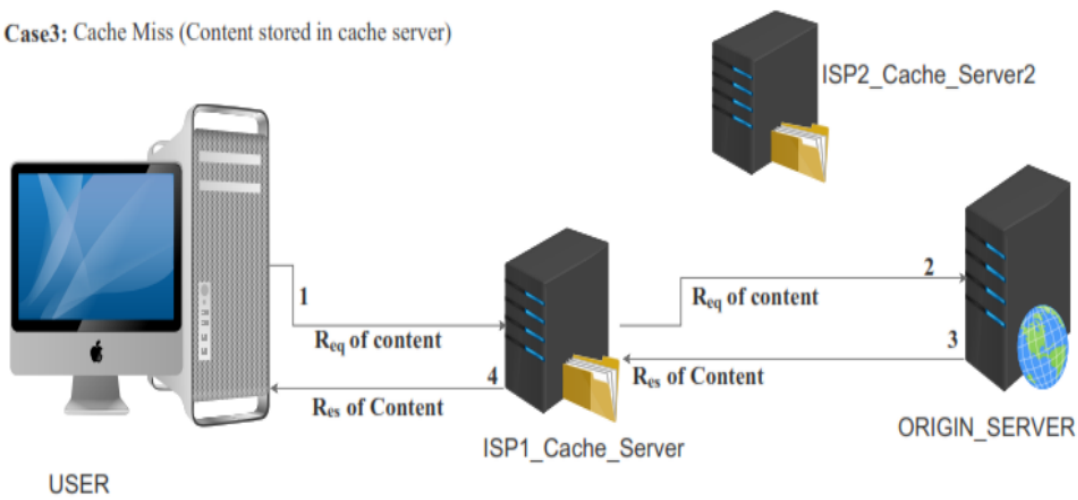 Case3: Cache Miss (Content stored in cache server)
ISP2_Cache_Server2
1
Req of content
2
Req of content
3
Res of Content
4
Res of Content
ISP1_Cache_Server
ORIGIN_SERVER
USER